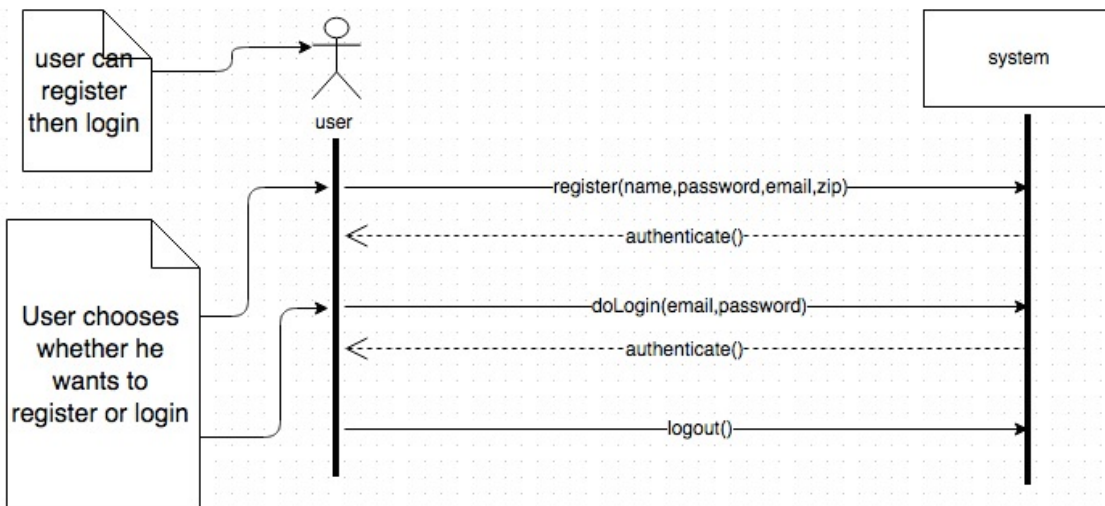 user can
register
then login
user
system
register(name,password,email,zip)
authenticate()
User chooses
whether he
wants to
register or login
doLogin(email,password)
authenticate()
logout()